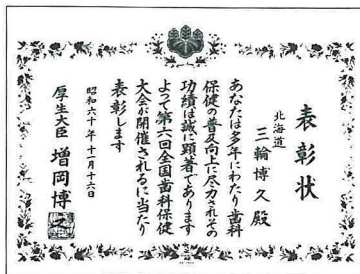 表彰状
北海道
三輪博久殿
あなたは多年にわたり歯科
保健の普及向上に尽力されその
功績は誠に顕著であります
よって第六回全国歯科保健
大会が開催されるに当たり
表彰します
昭和六十年十一月十六日
厚生大臣 増岡博之